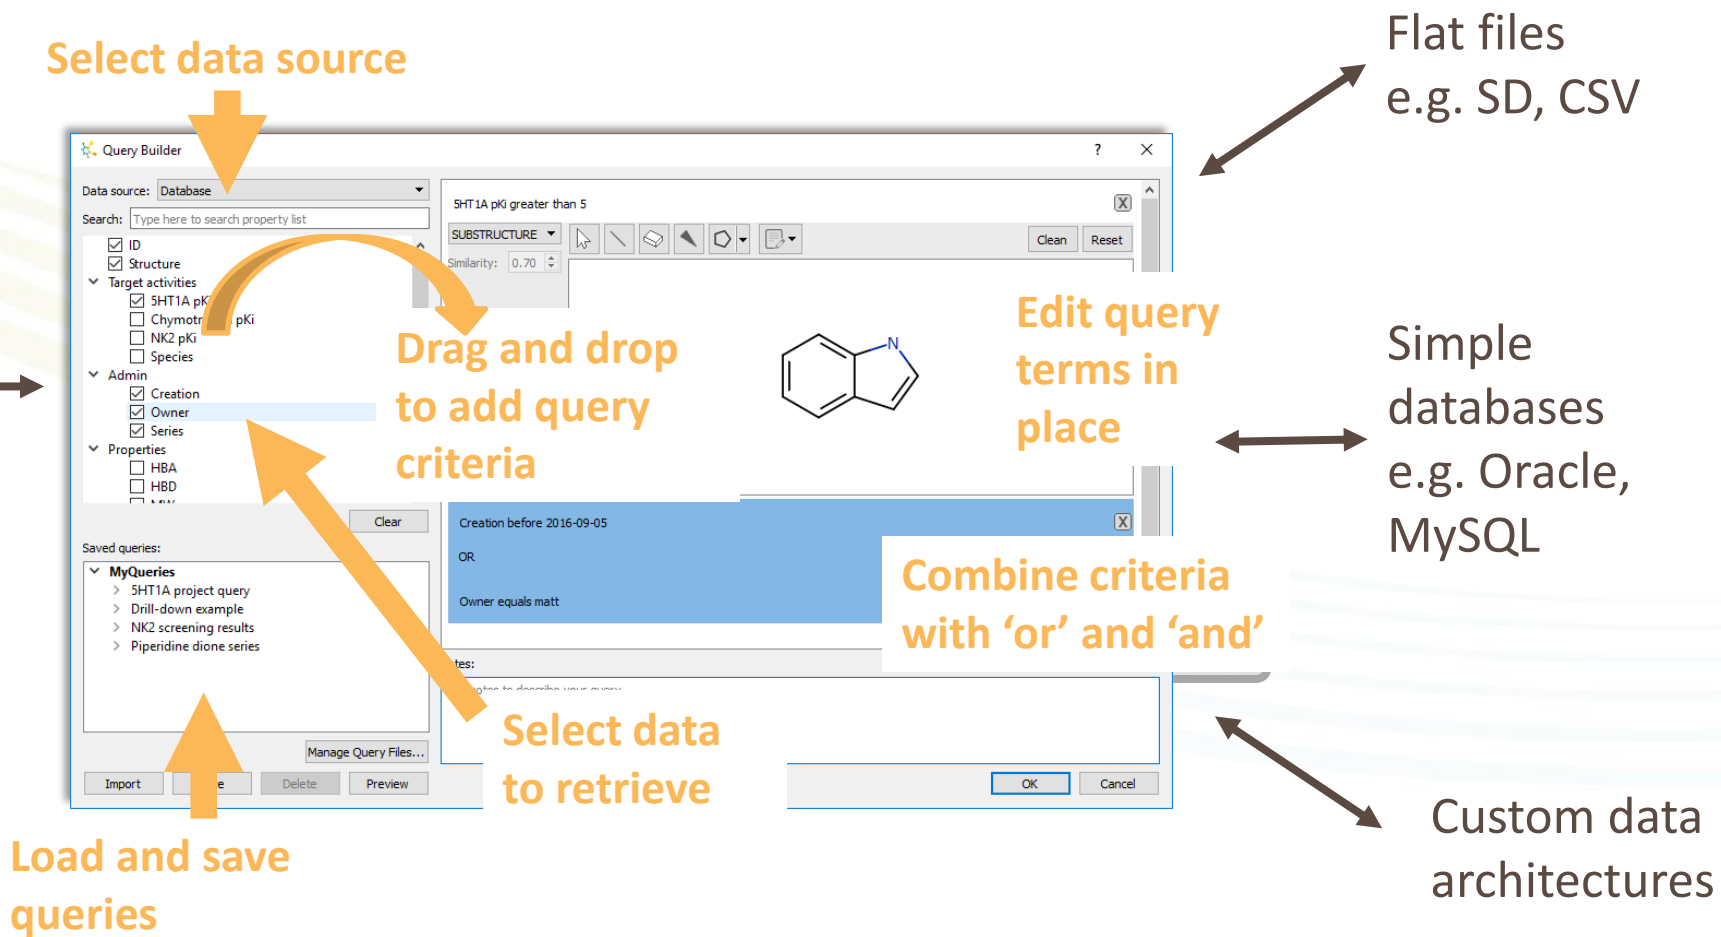 Select data source
Query Builder
?
Data source: Database
Search: Type here to search property list
ID
Structure
Target activities
5HT1A
pKi
NK2 pKi
Species
Admin
Creation
Owner
Series
Properties
HBA
HBD
Clear
Saved queries:
MyQueries
5HT1A project query
Drill-down example
NK2 screening results
Piperidine dione series
Manage Query Files...
Import
Delete
Preview
5HT1A pKi greater than 5
X
SUBSTRUCTURE
Clean
Reset
Similarity: 0.70
N
Drag and drop
to add query
criteria
Edit query
terms in
place
Creation before 2016-09-05
X
OR
Owner equals matt
Combine criteria
with ‘or’ and ‘and’
notes to describe your query
Select data
to retrieve
OK
Cancel
Load and save
queries
Flat files
e.g. SD, CSV
Simple
databases
e.g. Oracle,
MySQL
Custom data
architectures